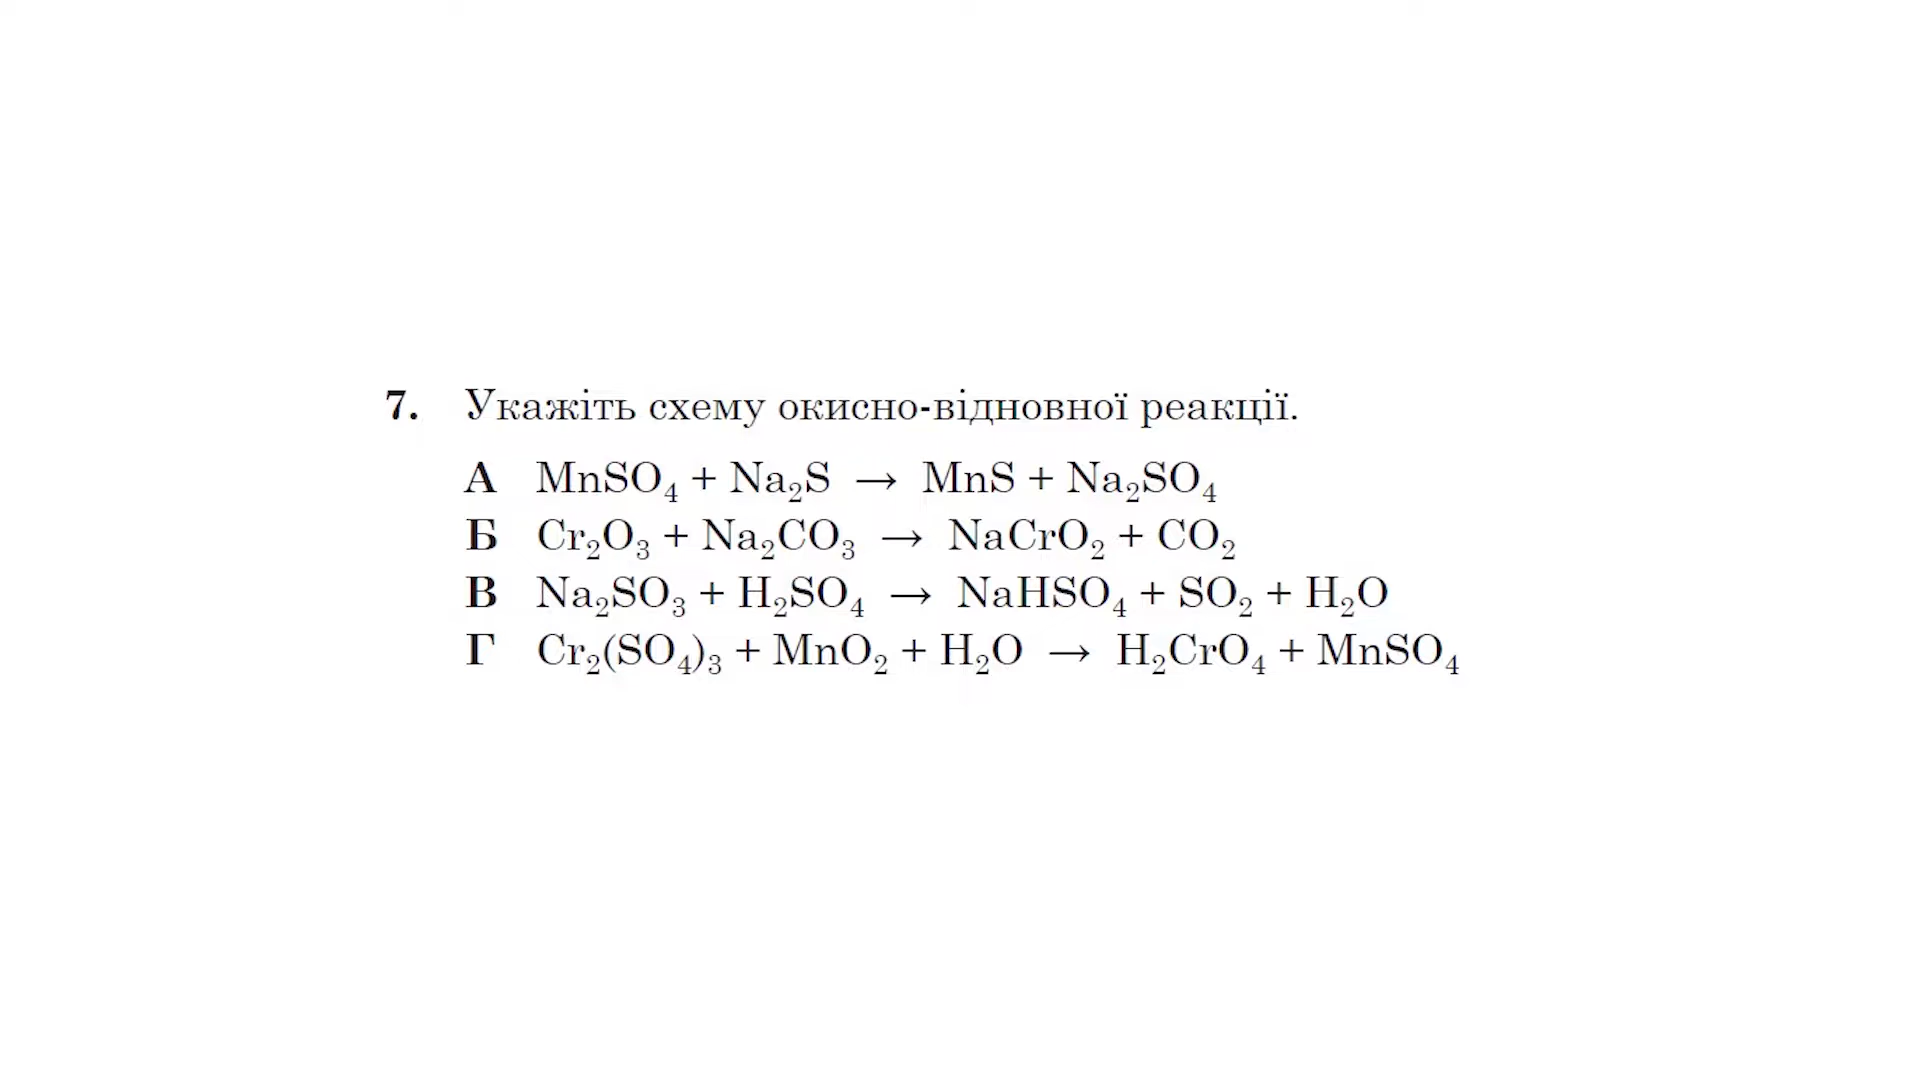 7. Укажіть схему окисно-відновної реакції.
А MnSO₄ + Na₂S → MnS + Na₂SO₄
Б Cr₂O₃ + Na₂CO₃ → NaCrO₂ + CO₂
В Na₂SO₃ + H₂SO₄ → NaHSO₄ + SO₂ + H₂O
Г Cr₂(SO₄)₃ + MnO₂ + H₂O → H₂CrO₄ + MnSO₄